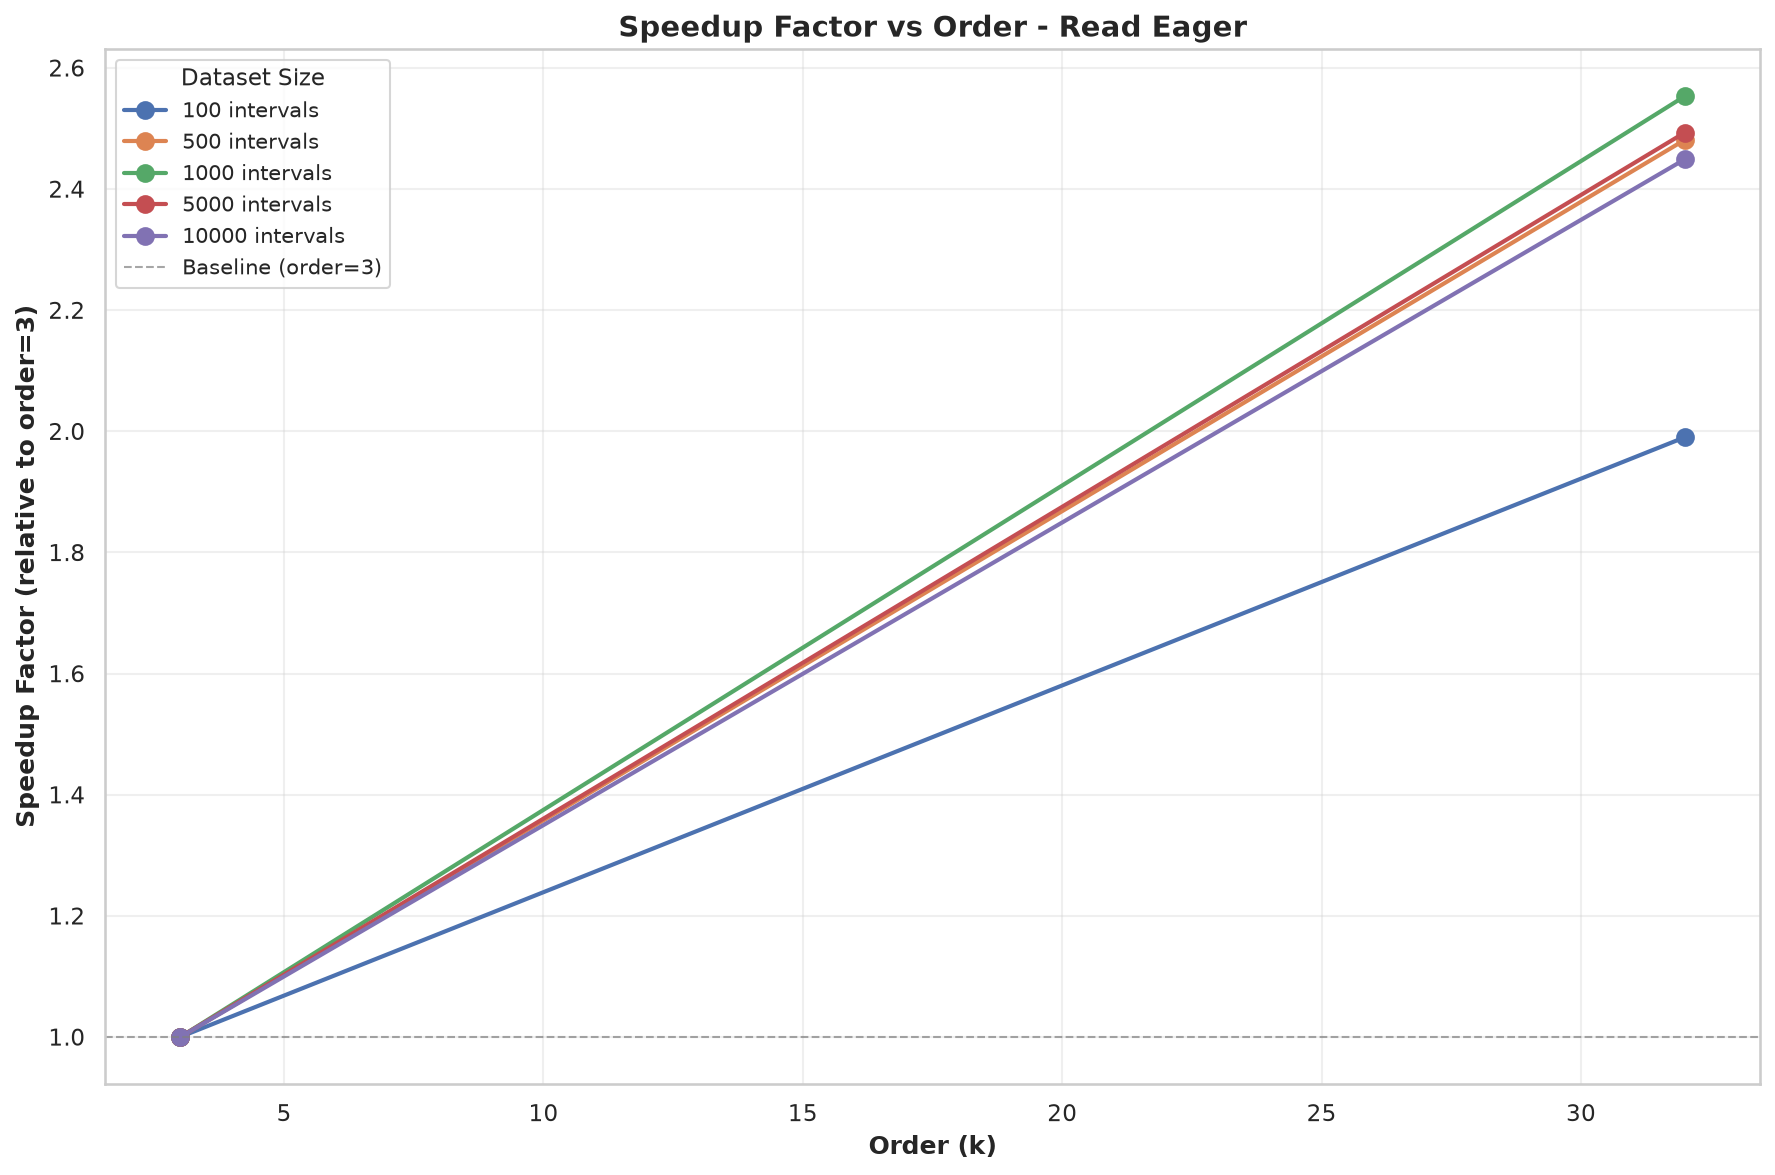 Speedup Factor vs Order - Read Eager
Speedup Factor (relative to order=3)
2.6
2.4
2.2
2.0
1.8
1.6
1.4
1.2
1.0
Dataset Size
100 intervals
500 intervals
1000 intervals
5000 intervals
10000 intervals
Baseline (order=3)
5 10 15 20 25 30
Order (k)